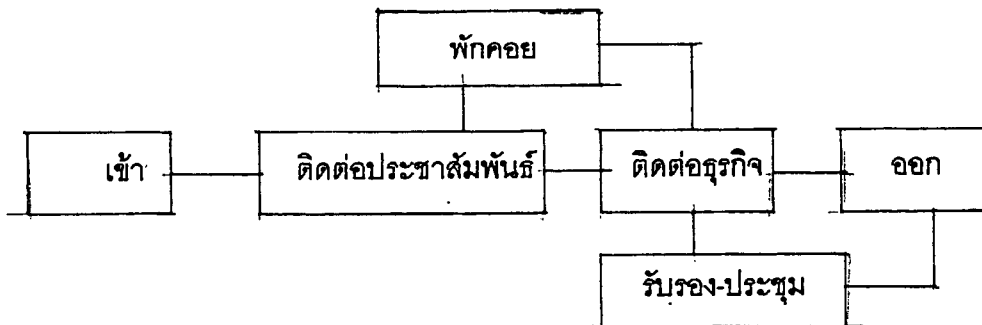 พักคอย
เข้า
ติดต่อประชาสัมพันธ์
ติดต่อธุรกิจ
ออก
รับรอง-ประชุม